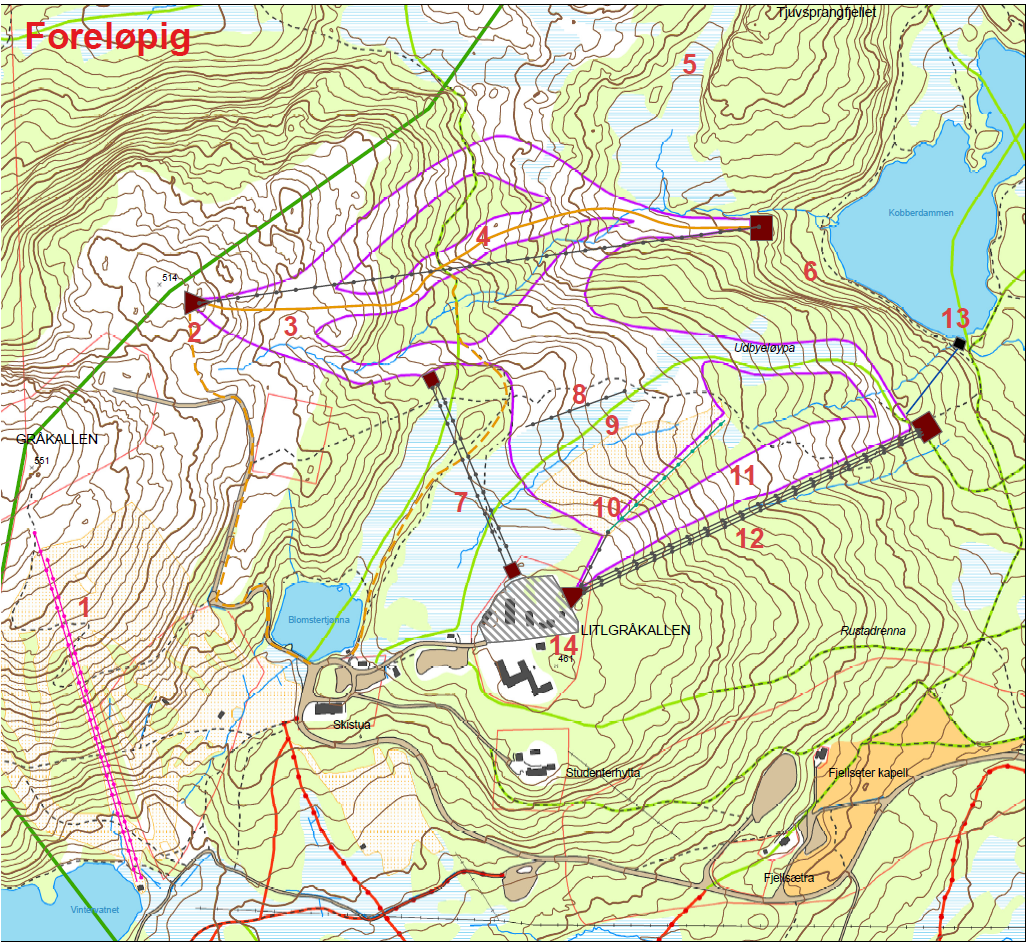 Foreløpig
Tjuvsprangfjellet
5
Kobberdammen
4
6
514
2
3
13
Udbyerøypa
8
9
GRÅKALLEN
551
11
7
10
12
1
Blomstertjønna
LITLGRÅKALLEN
14
461
Rustadrenna
Skistua
Studenterhytta
Fjellseter kapell
Fjellsætra
Vintervatnet